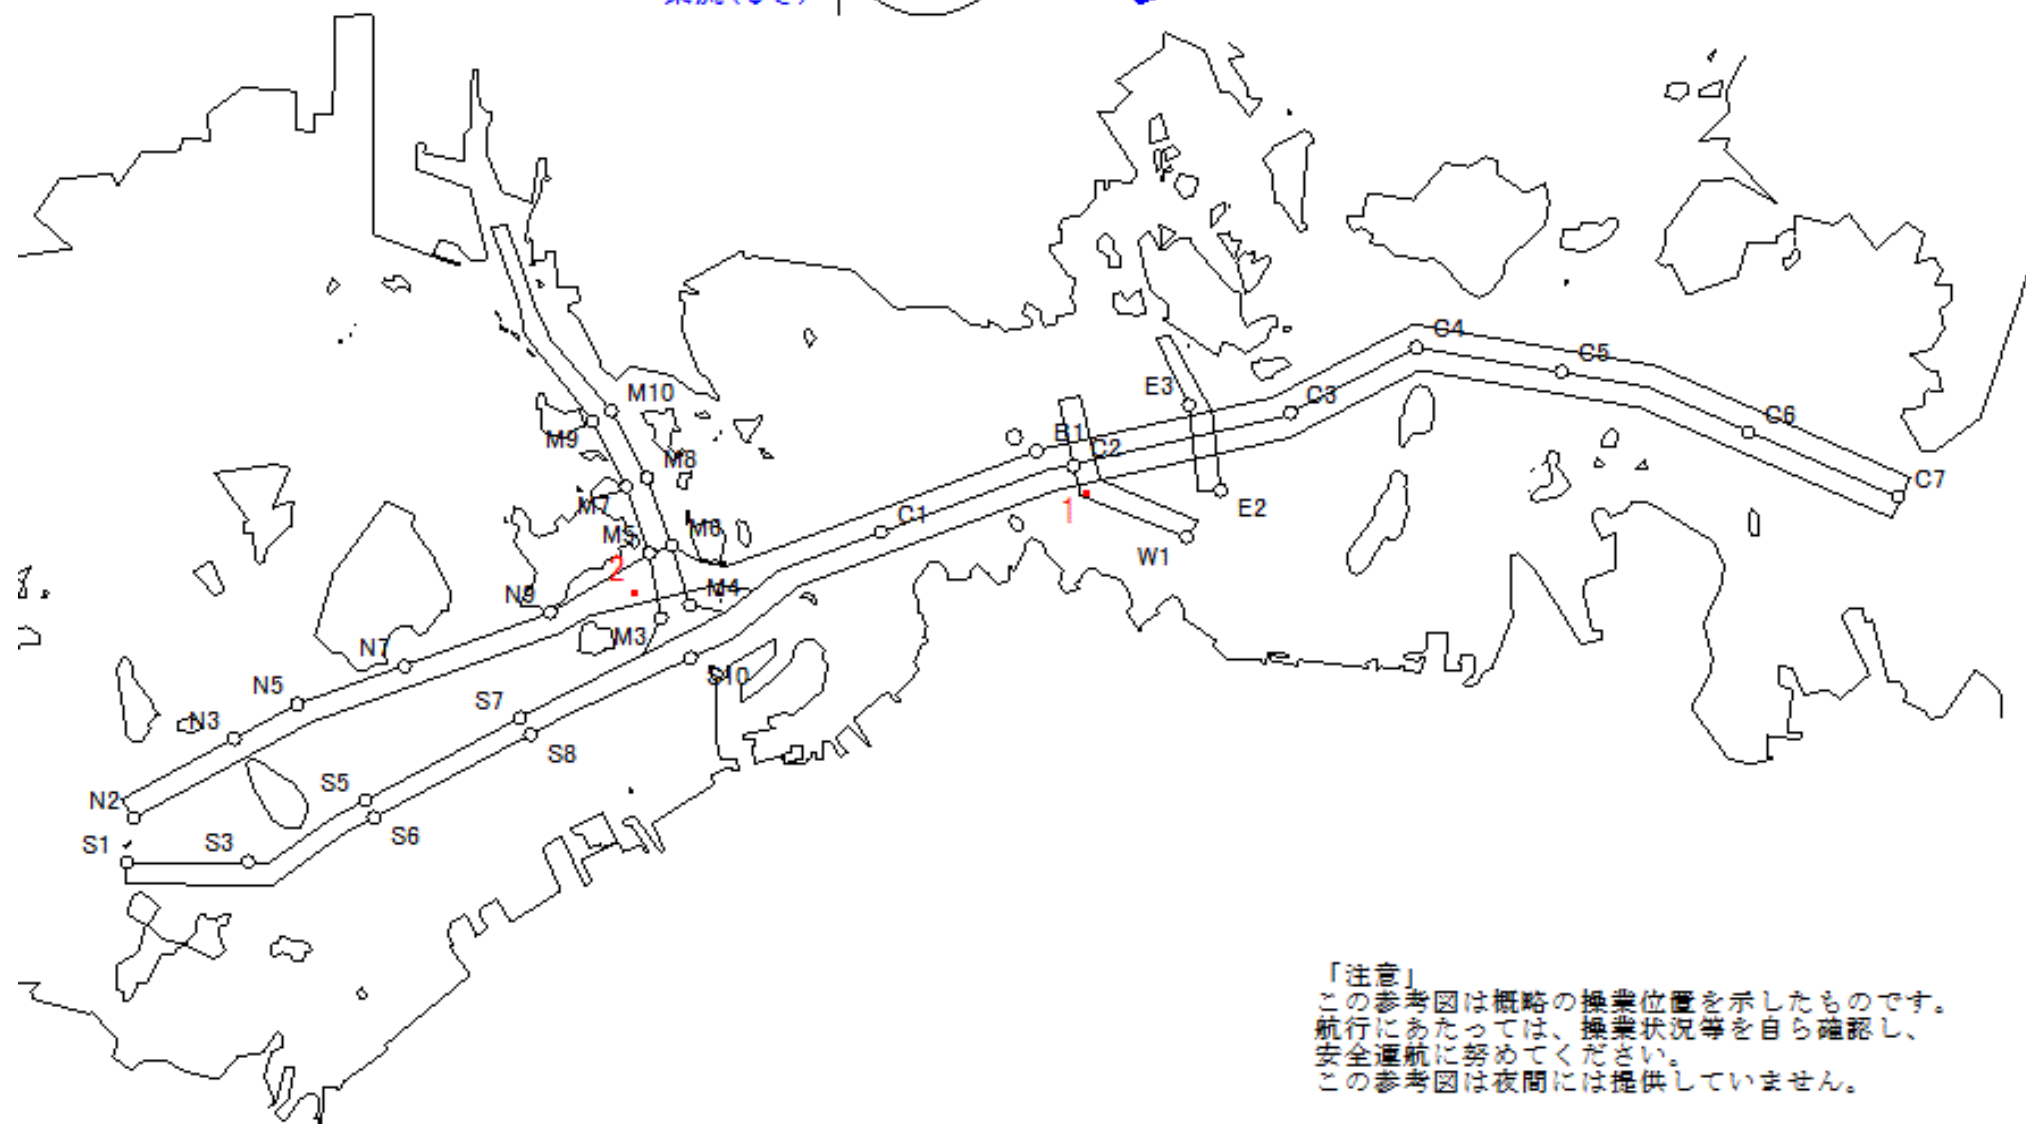 C4
C5
M10
E3
C3
C6
M9
B1
C2
M8
C7
M7
1
E2
C1
M5
M6
W1
2
N9
M4
M3
N7
S10
N5
S7
N3
S8
S5
N2
S6
S1
S3
「注意」
この参考図は概略の操業位置を示したものです。
航行にあたっては、操業状況等を自ら確認し、
安全運航に努めてください。
この参考図は夜間には提供していません。